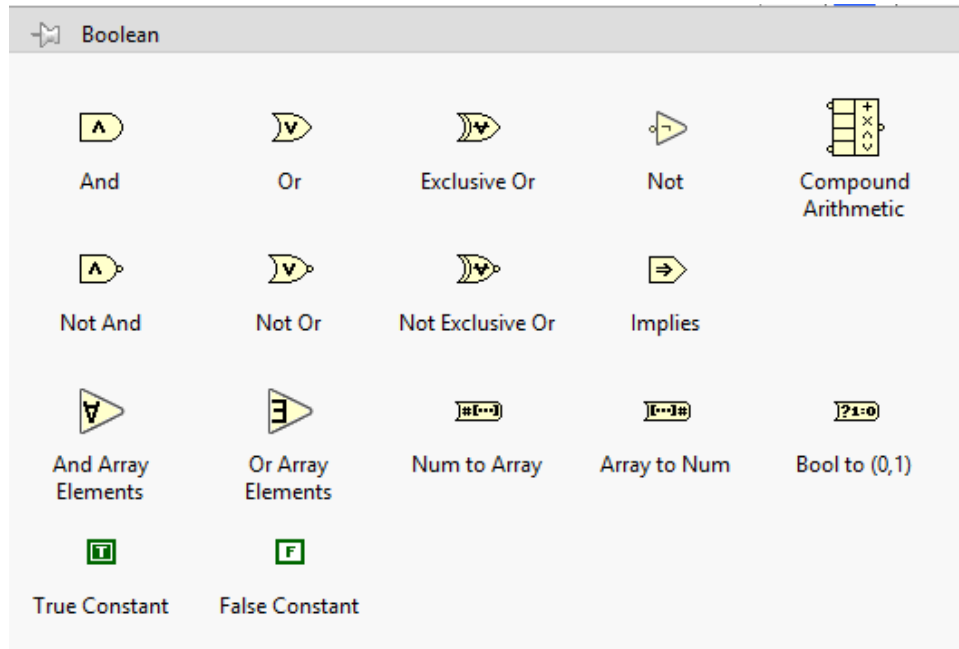 Boolean
And
Or
Exclusive Or
Not
Compound
Arithmetic
Not And
Not Or
Not Exclusive Or
Implies
And Array
Elements
Or Array
Elements
Num to Array
Array to Num
Bool to (0,1)
T
F
True Constant
False Constant